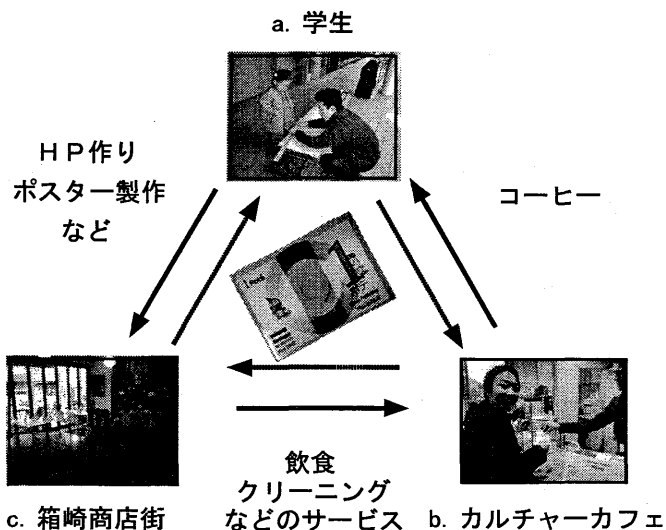 a. 学生
ＨＰ作り
ポスター製作
など
コーヒー
飲食
クリーニング
などのサービス
c. 箱崎商店街
b. カルチャーカフェ